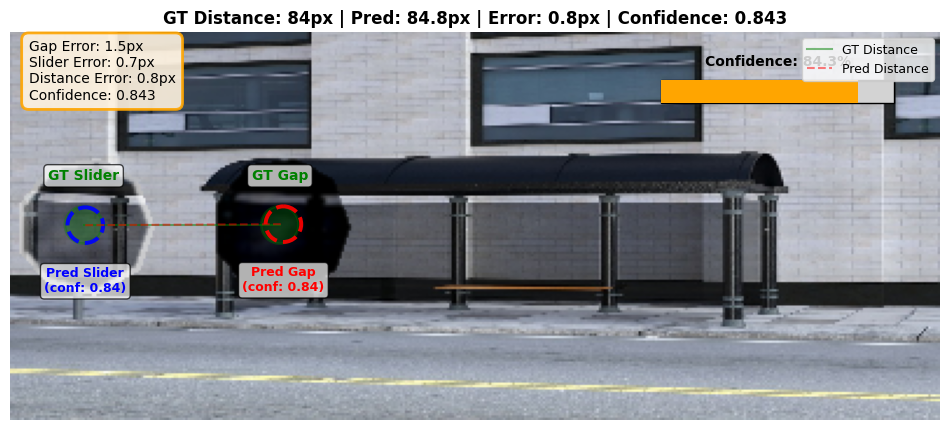 GT Distance: 84px | Pred: 84.8px | Error: 0.8px | Confidence: 0.843
Gap Error: 1.5px
Slider Error: 0.7px
Distance Error: 0.8px
Confidence: 0.843
Confidence: 84.3%
GT Distance
Pred Distance
GT Slider
GT Gap
Pred Slider
(conf: 0.84)
Pred Gap
(conf: 0.84)